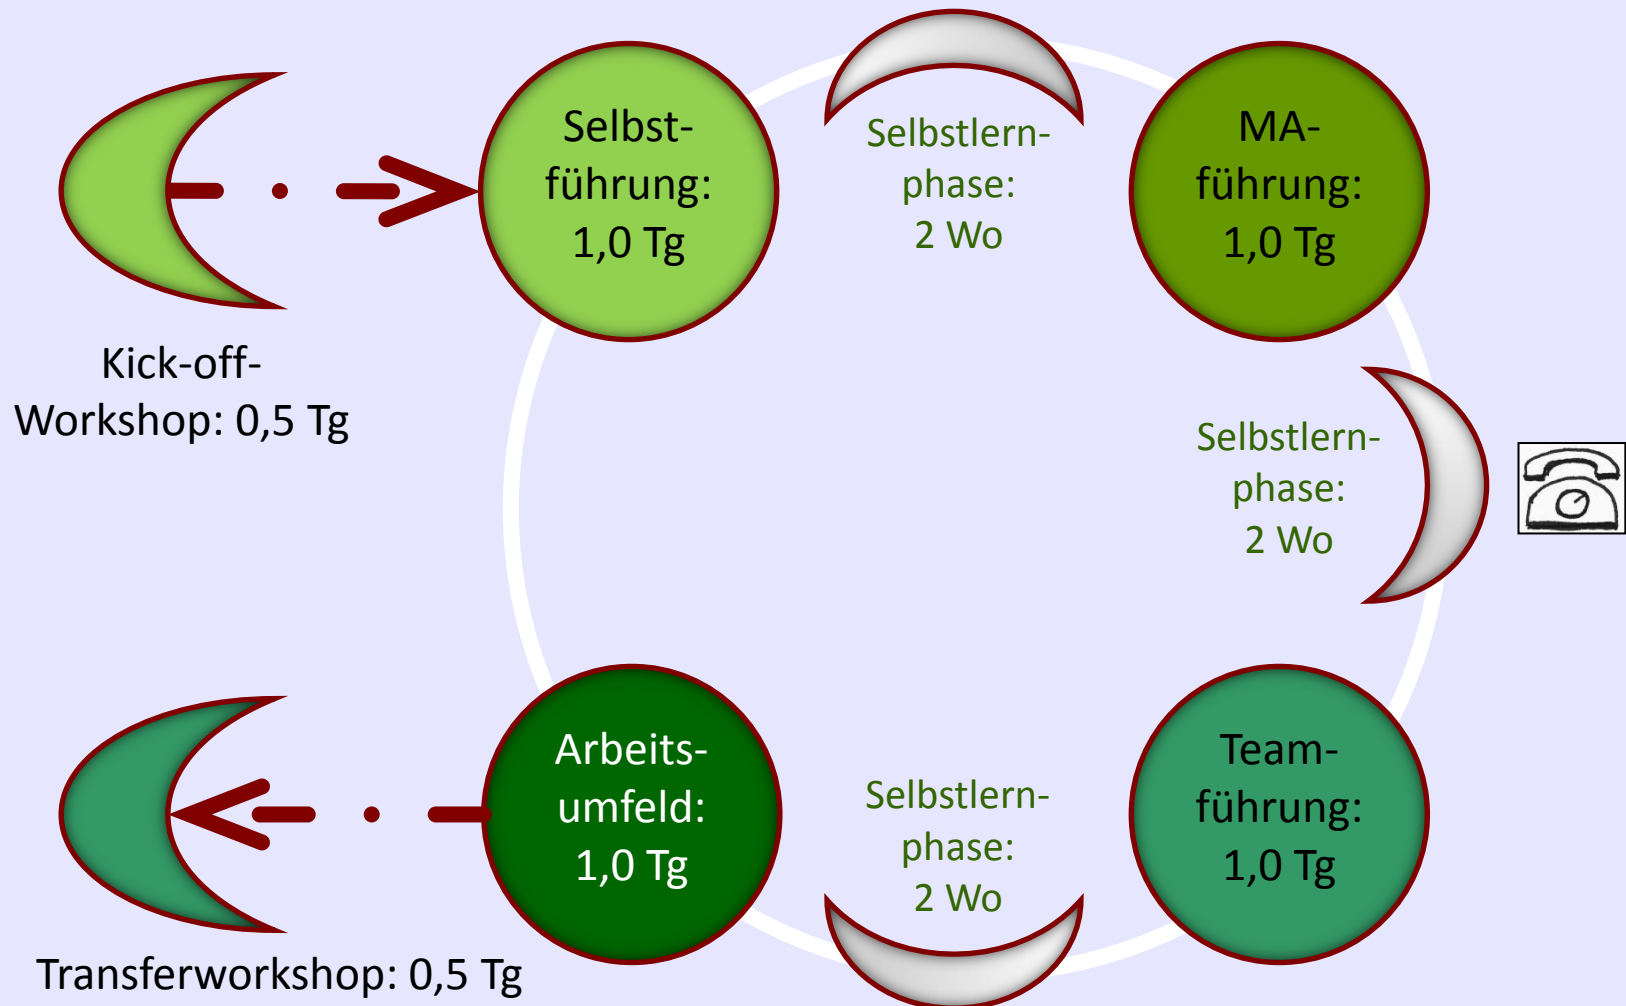 Kick-off-
Workshop: 0,5 Tg
Selbst-
führung:
1,0 Tg
Selbstlern-
phase:
2 Wo
MA-
führung:
1,0 Tg
Selbstlern-
phase:
2 Wo
Team-
führung:
1,0 Tg
Selbstlern-
phase:
2 Wo
Arbeits-
umfeld:
1,0 Tg
Transferworkshop: 0,5 Tg